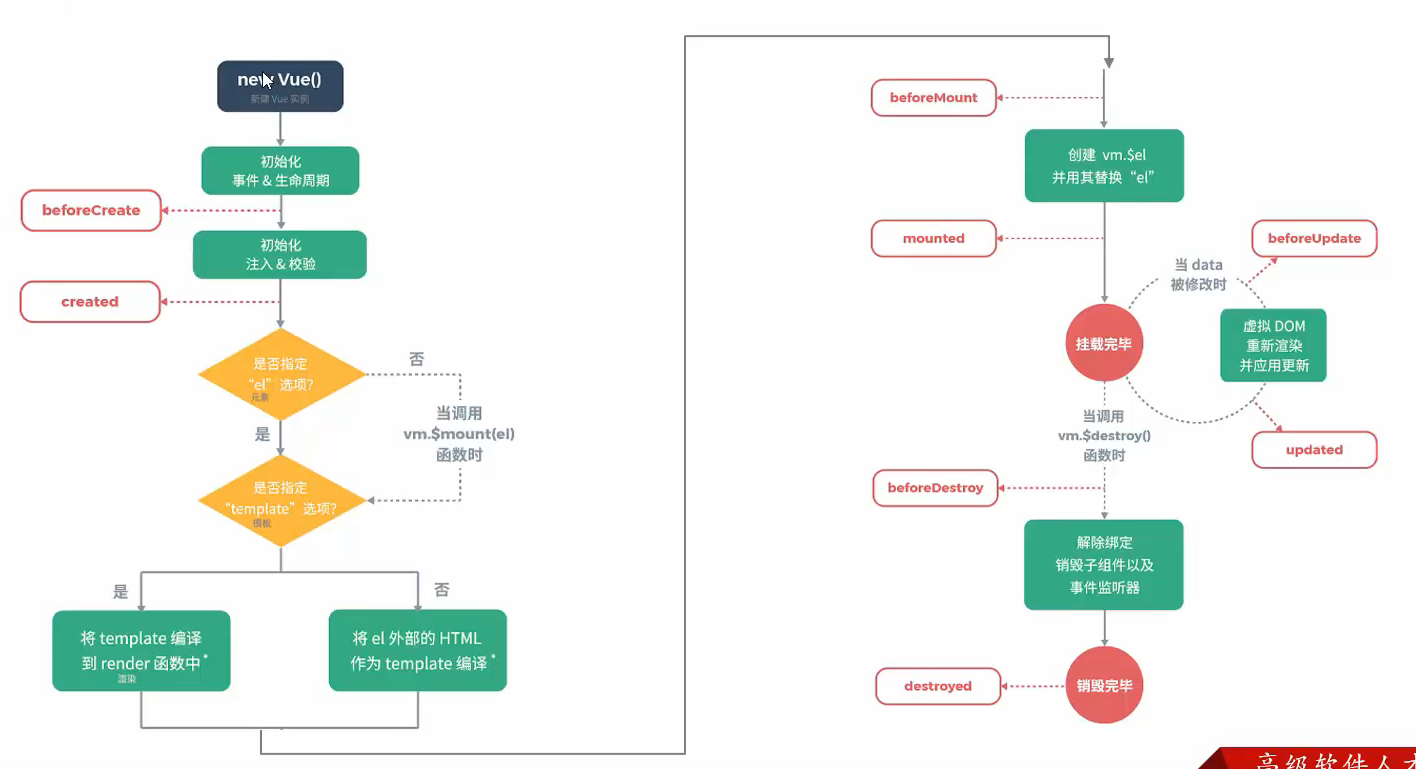 new Vue()
新建 Vue 实例
初始化
事件 & 生命周期
beforeCreate
初始化
注入 & 校验
created
是否指定
“el”选项?
元素
否
是
当调用
vm.$mount(el)
函数时
是否指定
“template”选项?
模板
是
否
将 template 编译
到 render 函数中*
渲染
将 el 外部的 HTML
作为 template 编译*
beforeMount
创建 vm.$el
并用其替换“el”
mounted
当 data
被修改时
beforeUpdate
挂载完毕
虚拟 DOM
重新渲染
并应用更新
updated
当调用
vm.$destroy()
函数时
beforeDestroy
解除绑定
销毁子组件以及
事件监听器
destroyed
销毁完毕
高级软件人才